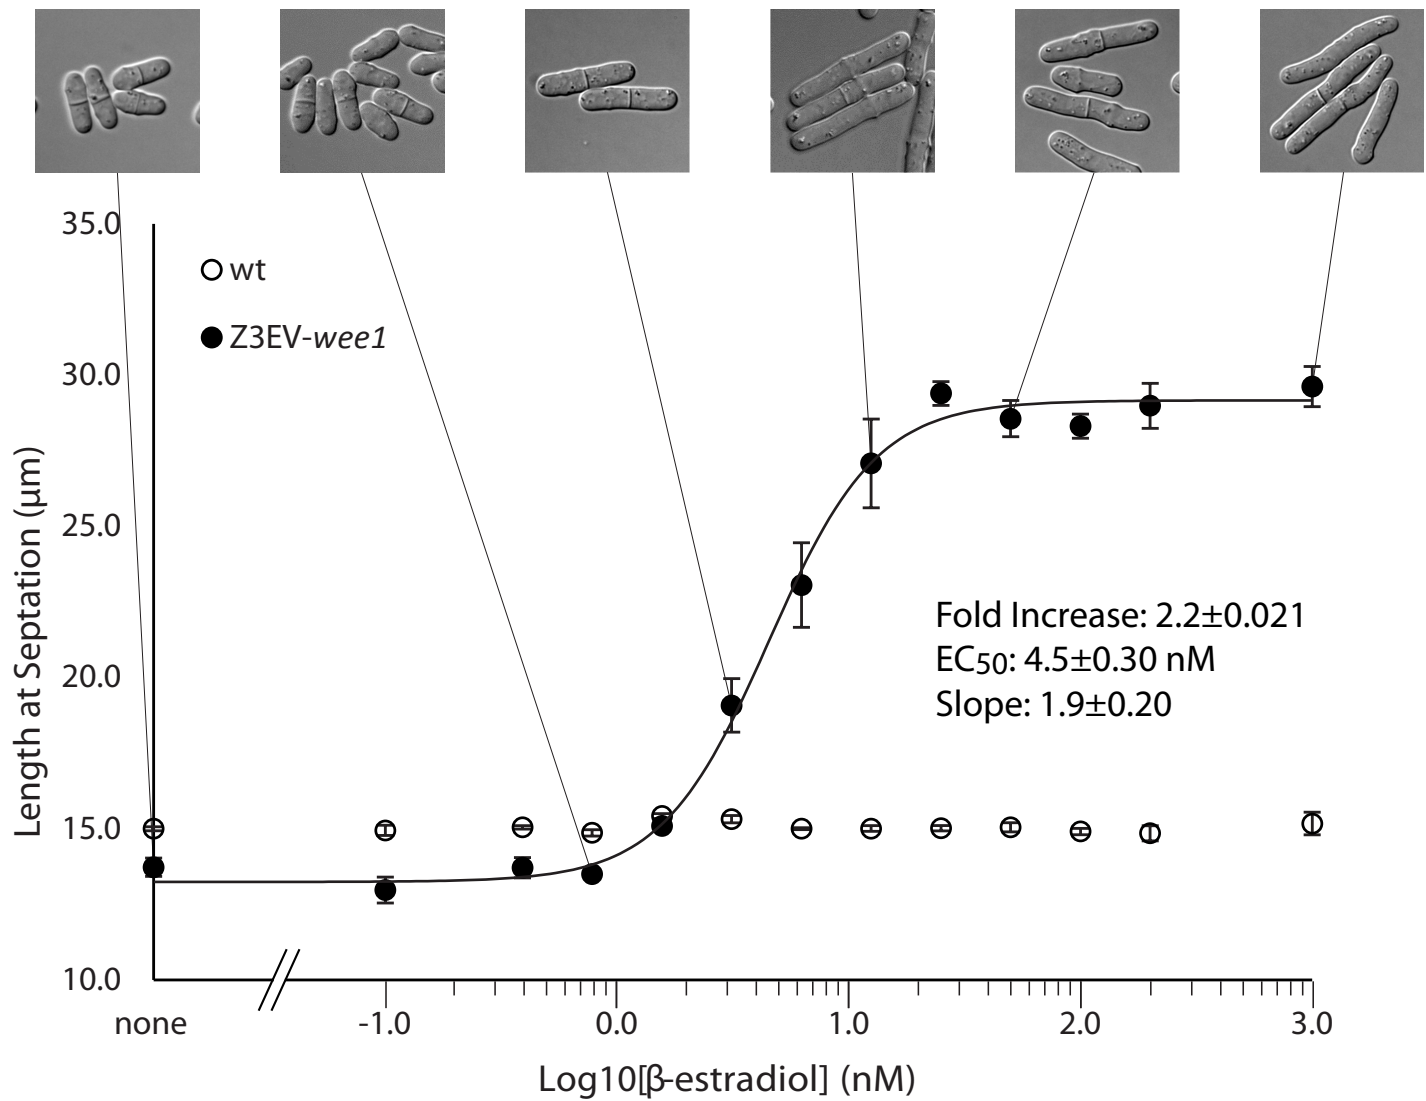 35.0
wt
Z3EV-wee1
30.0
25.0
20.0
15.0
10.0
Length at Septation (μm)
Fold Increase: 2.2±0.021
EC50: 4.5±0.30 nM
Slope: 1.9±0.20
none -1.0 0.0 1.0 2.0 3.0
Log10[β-estradiol] (nM)